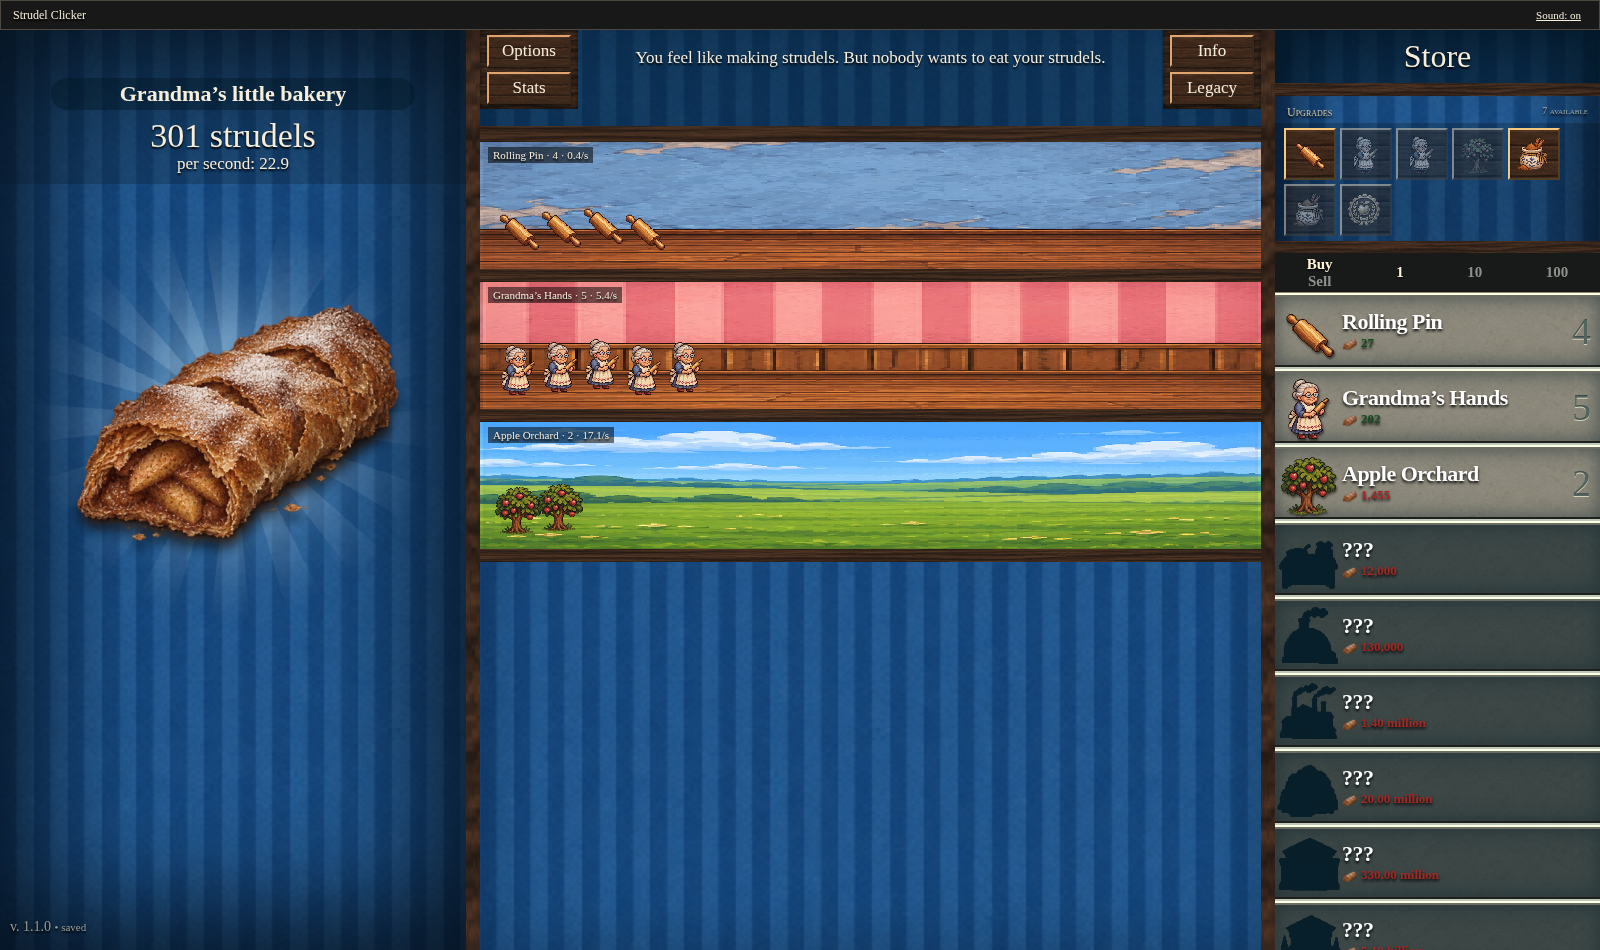 Strudel Clicker
Sound: on
Grandma’s little bakery
301 strudels
per second: 22.9
v. 1.1.0 • saved
Options
Stats
You feel like making strudels. But nobody wants to eat your strudels.
Info
Legacy
Rolling Pin · 4 · 0.4/s
Grandma’s Hands · 5 · 5.4/s
Apple Orchard · 2 · 17.1/s
Store
Upgrades
7 available
Buy
Sell
1
10
100
Rolling Pin
27
4
Grandma’s Hands
202
5
Apple Orchard
1,455
2
???
12,000
???
130,000
???
1.40 million
???
20.00 million
???
330.00 million
???